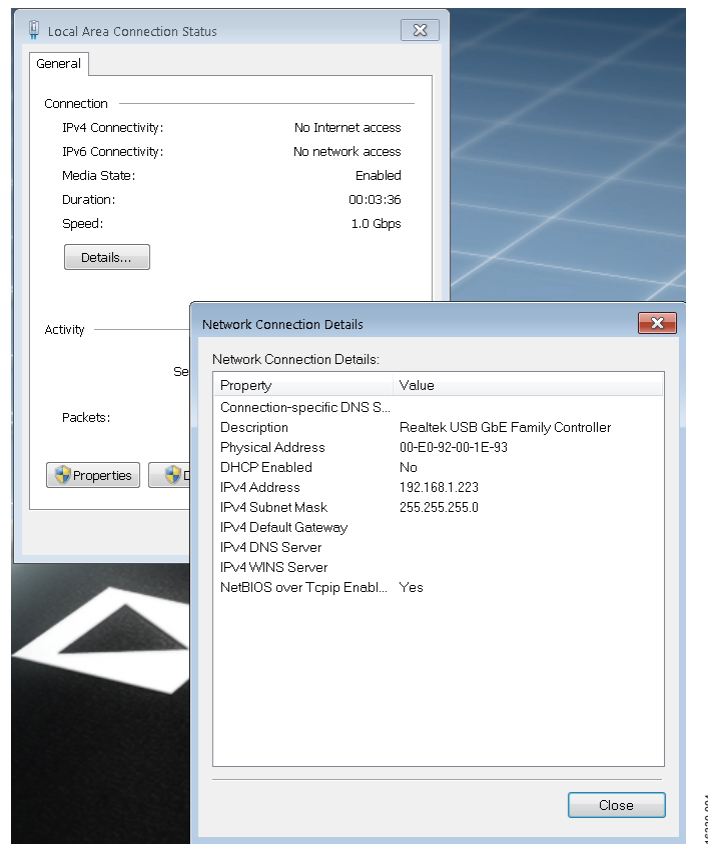 Local Area Connection Status
General
Connection
IPv4 Connectivity: No Internet access
IPv6 Connectivity: No network access
Media State: Enabled
Duration: 00:03:36
Speed: 1.0 Gbps
Details...
Activity
Se
Packets:
Properties
D
Network Connection Details
Network Connection Details:
Property Value
Connection-specific DNS S...
Description Realtek USB GbE Family Controller
Physical Address 00-E0-92-00-1E-93
DHCP Enabled No
IPv4 Address 192.168.1.223
IPv4 Subnet Mask 255.255.255.0
IPv4 Default Gateway
IPv4 DNS Server
IPv4 WINS Server
NetBIOS over Tcpip Enabl... Yes
Close